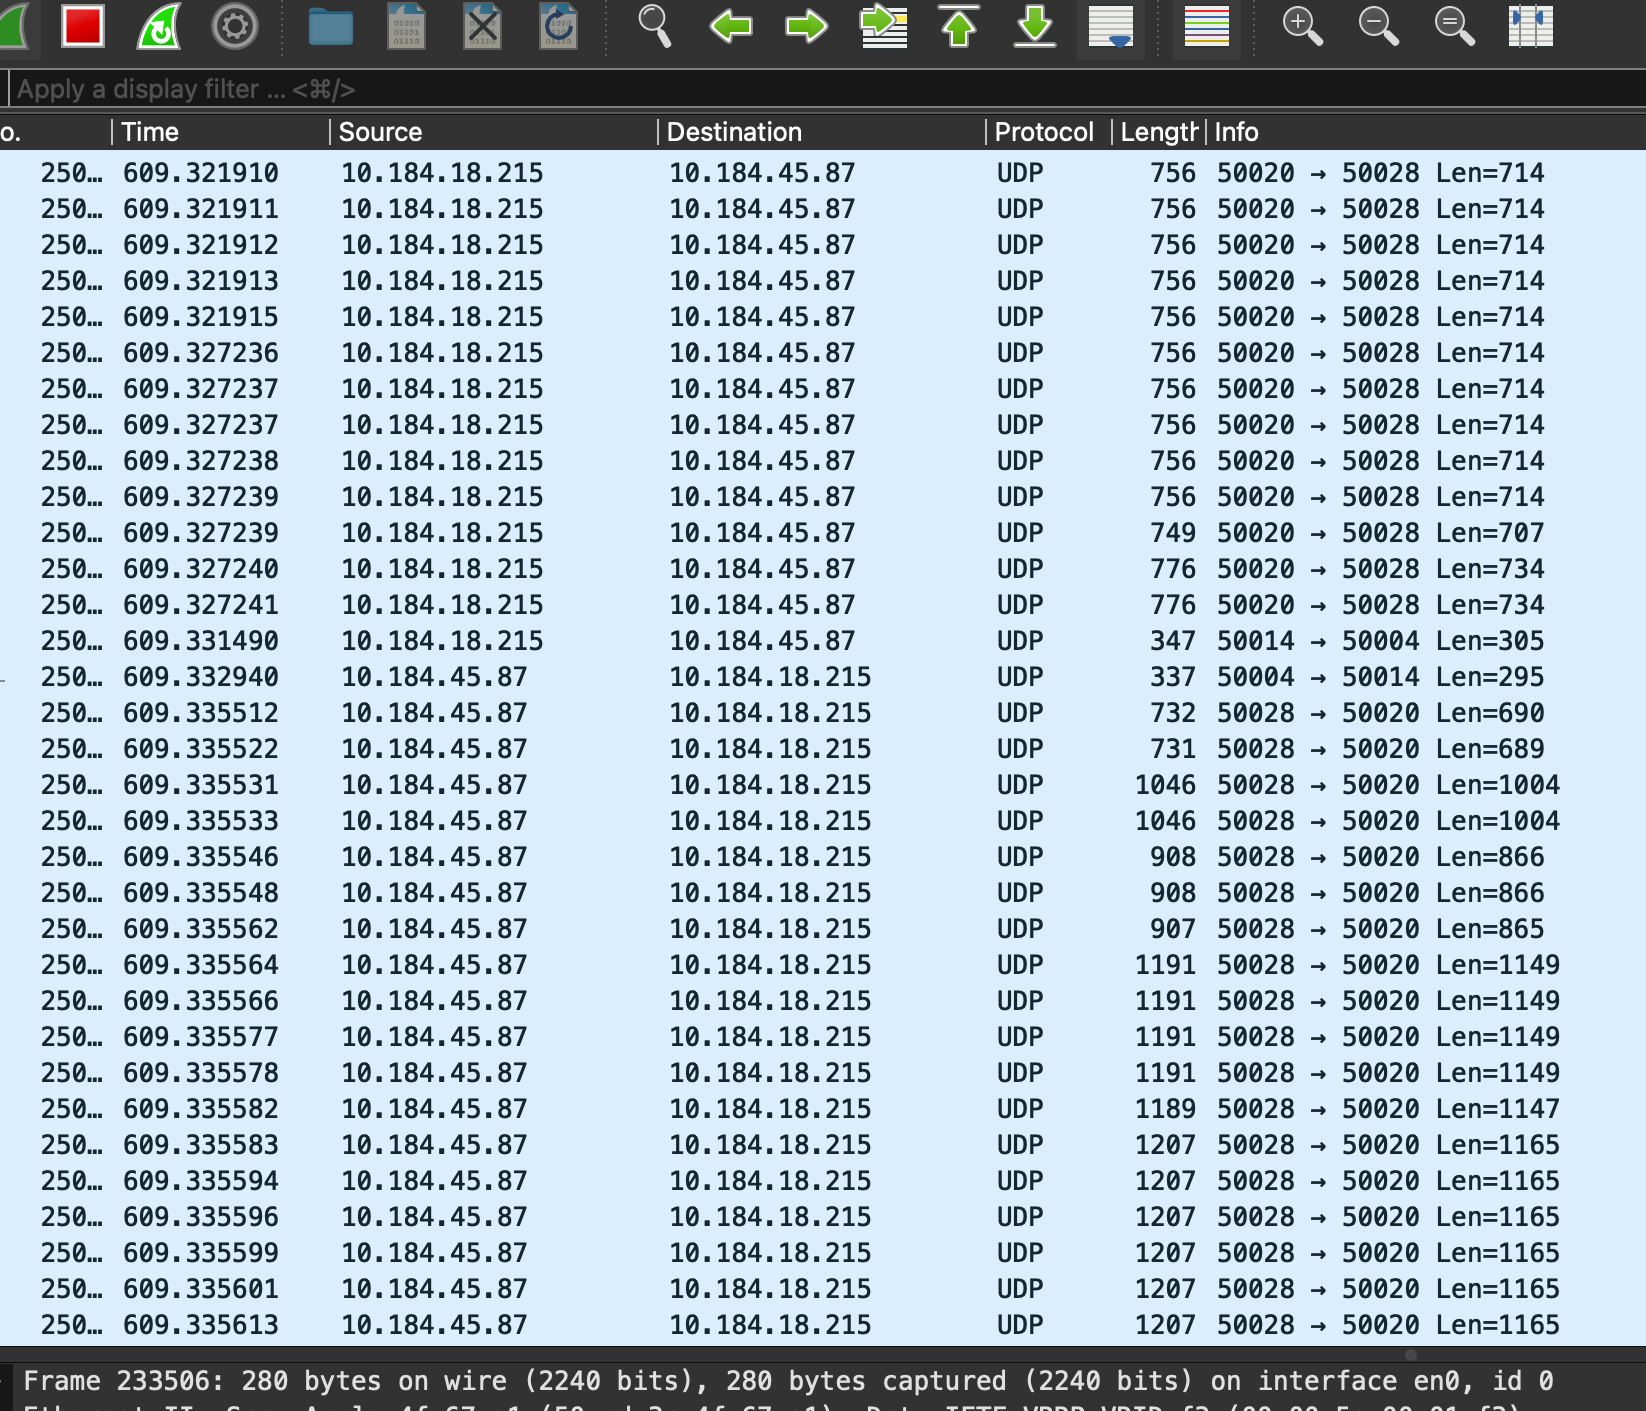 Apply a display filter ... <⌘/>
o. Time Source Destination Protocol Length Info
250… 609.321910 10.184.18.215 10.184.45.87 UDP 756 50020 → 50028 Len=714
250… 609.321911 10.184.18.215 10.184.45.87 UDP 756 50020 → 50028 Len=714
250… 609.321912 10.184.18.215 10.184.45.87 UDP 756 50020 → 50028 Len=714
250… 609.321913 10.184.18.215 10.184.45.87 UDP 756 50020 → 50028 Len=714
250… 609.321915 10.184.18.215 10.184.45.87 UDP 756 50020 → 50028 Len=714
250… 609.327236 10.184.18.215 10.184.45.87 UDP 756 50020 → 50028 Len=714
250… 609.327237 10.184.18.215 10.184.45.87 UDP 756 50020 → 50028 Len=714
250… 609.327237 10.184.18.215 10.184.45.87 UDP 756 50020 → 50028 Len=714
250… 609.327238 10.184.18.215 10.184.45.87 UDP 756 50020 → 50028 Len=714
250… 609.327239 10.184.18.215 10.184.45.87 UDP 756 50020 → 50028 Len=714
250… 609.327239 10.184.18.215 10.184.45.87 UDP 749 50020 → 50028 Len=707
250… 609.327240 10.184.18.215 10.184.45.87 UDP 776 50020 → 50028 Len=734
250… 609.327241 10.184.18.215 10.184.45.87 UDP 776 50020 → 50028 Len=734
250… 609.331490 10.184.18.215 10.184.45.87 UDP 347 50014 → 50004 Len=305
250… 609.332940 10.184.45.87 10.184.18.215 UDP 337 50004 → 50014 Len=295
250… 609.335512 10.184.45.87 10.184.18.215 UDP 732 50028 → 50020 Len=690
250… 609.335522 10.184.45.87 10.184.18.215 UDP 731 50028 → 50020 Len=689
250… 609.335531 10.184.45.87 10.184.18.215 UDP 1046 50028 → 50020 Len=1004
250… 609.335533 10.184.45.87 10.184.18.215 UDP 1046 50028 → 50020 Len=1004
250… 609.335546 10.184.45.87 10.184.18.215 UDP 908 50028 → 50020 Len=866
250… 609.335548 10.184.45.87 10.184.18.215 UDP 908 50028 → 50020 Len=866
250… 609.335562 10.184.45.87 10.184.18.215 UDP 907 50028 → 50020 Len=865
250… 609.335564 10.184.45.87 10.184.18.215 UDP 1191 50028 → 50020 Len=1149
250… 609.335566 10.184.45.87 10.184.18.215 UDP 1191 50028 → 50020 Len=1149
250… 609.335577 10.184.45.87 10.184.18.215 UDP 1191 50028 → 50020 Len=1149
250… 609.335578 10.184.45.87 10.184.18.215 UDP 1191 50028 → 50020 Len=1149
250… 609.335582 10.184.45.87 10.184.18.215 UDP 1189 50028 → 50020 Len=1147
250… 609.335583 10.184.45.87 10.184.18.215 UDP 1207 50028 → 50020 Len=1165
250… 609.335594 10.184.45.87 10.184.18.215 UDP 1207 50028 → 50020 Len=1165
250… 609.335596 10.184.45.87 10.184.18.215 UDP 1207 50028 → 50020 Len=1165
250… 609.335599 10.184.45.87 10.184.18.215 UDP 1207 50028 → 50020 Len=1165
250… 609.335601 10.184.45.87 10.184.18.215 UDP 1207 50028 → 50020 Len=1165
250… 609.335613 10.184.45.87 10.184.18.215 UDP 1207 50028 → 50020 Len=1165
Frame 233506: 280 bytes on wire (2240 bits), 280 bytes captured (2240 bits) on interface en0, id 0